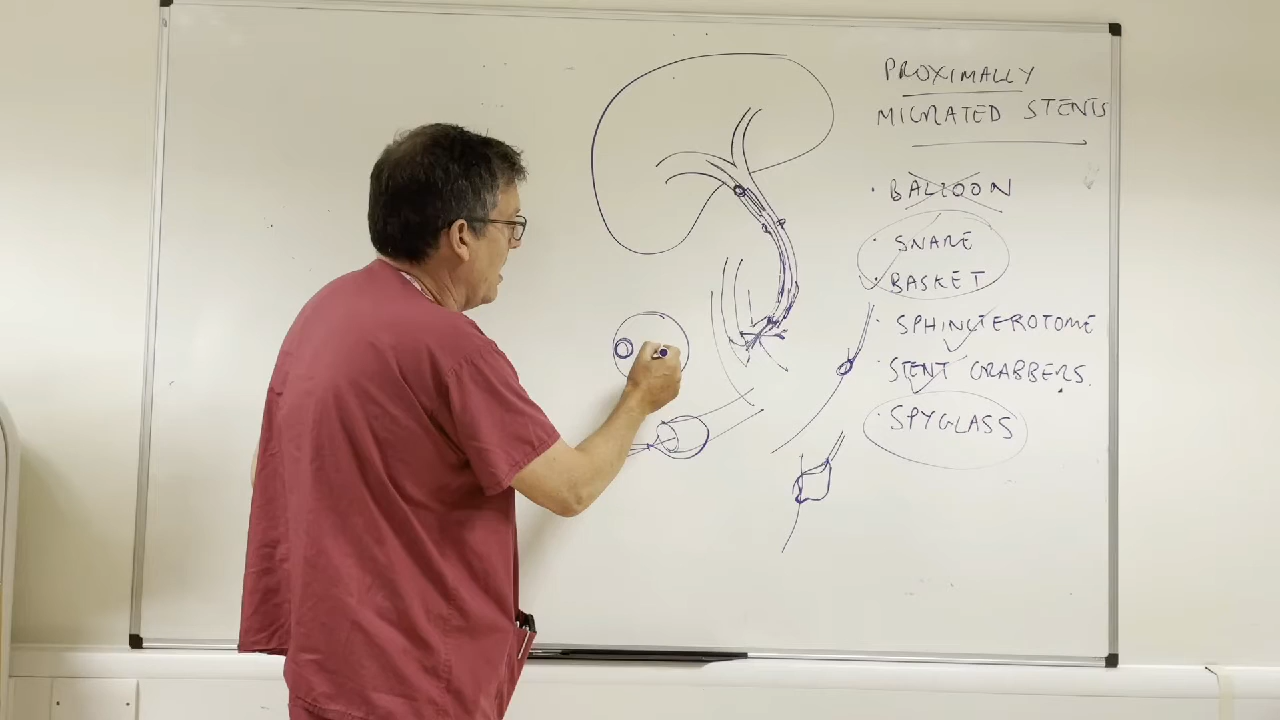 PROXIMALLY
MIGRATED STENTS
· BALLOON
· SNARE
· BASKET
· SPHINCTEROTOME
· STENT GRABBERS.
· SPYGLASS